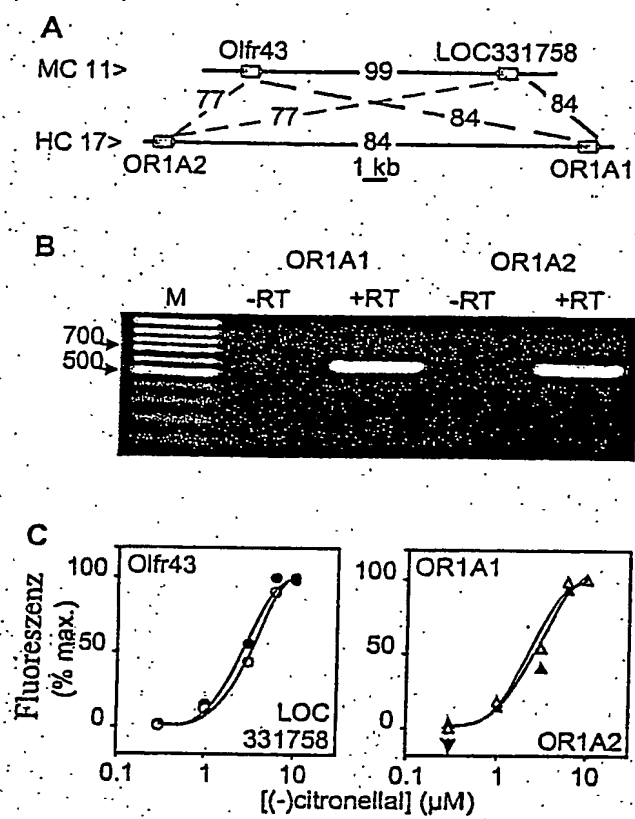 A
Olfr43 LOC331758
MC 11> 99
77 77 84 84
HC 17> 84
OR1A2 1 kb OR1A1
B
OR1A1 OR1A2
M -RT +RT -RT +RT
700
500
C
Olfr43 OR1A1
100 100
50 50
0 0
Fluoreszenz
(% max.)
LOC
331758 OR1A2
0.1 1 10 0.1 1 10
[(-)citronellal] (µM)